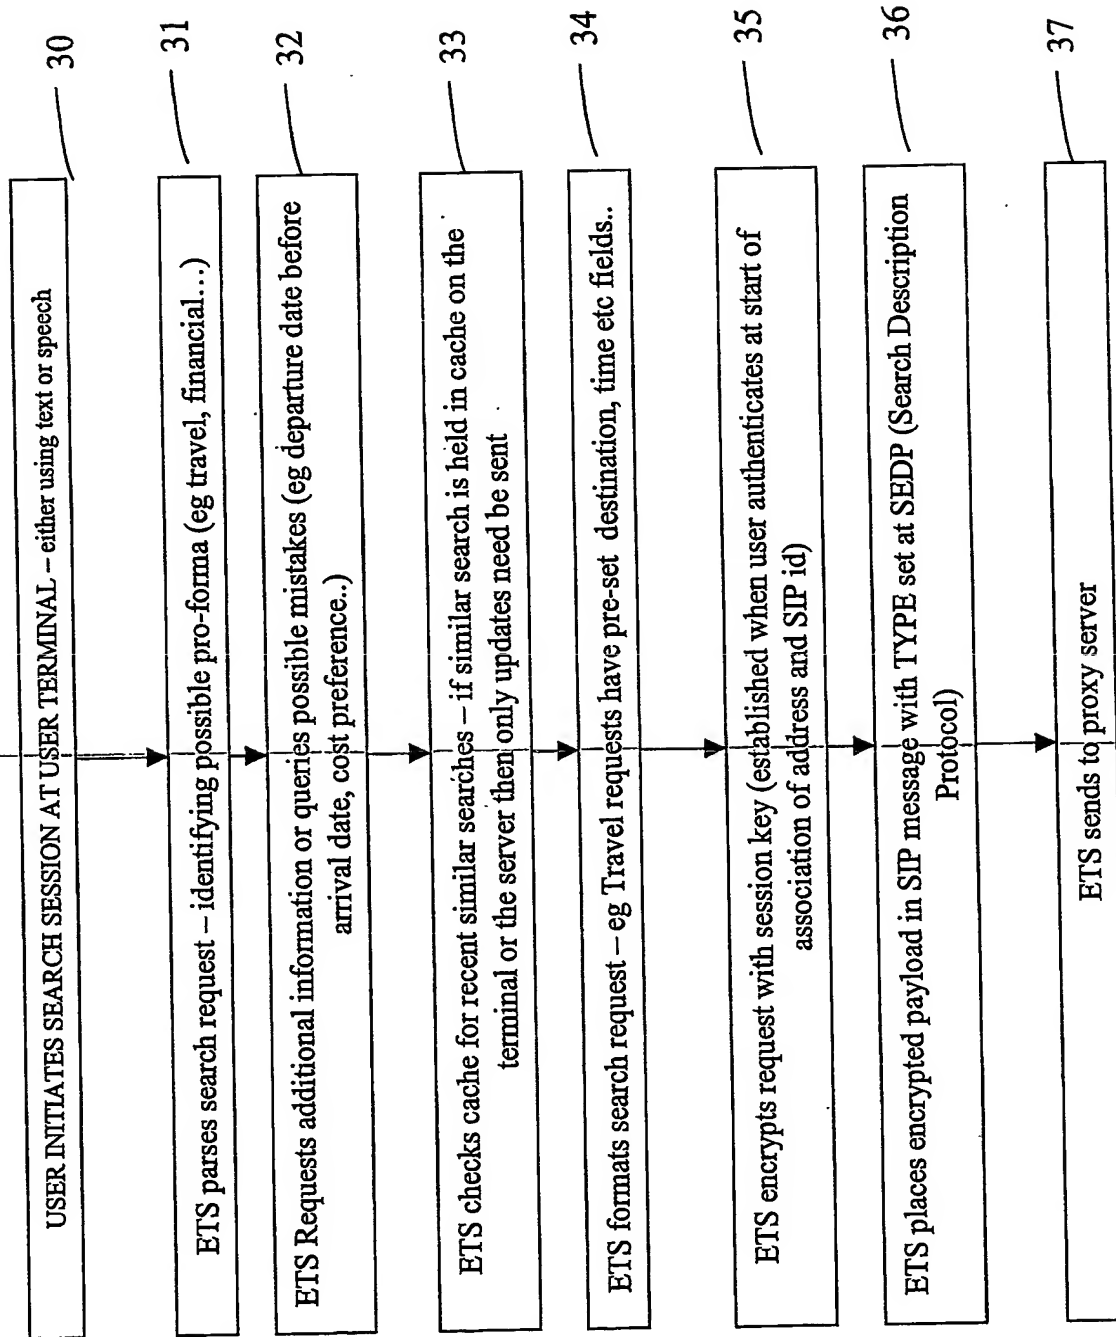 USER INITIATES SEARCH SESSION AT USER TERMINAL – either using text or speech
30
ETS parses search request – identifying possible pro-forma (eg travel, financial…)
31
ETS Requests additional information or queries possible mistakes (eg departure date before
arrival date, cost preference..)
32
ETS checks cache for recent similar searches – if similar search is held in cache on the
terminal or the server then only updates need be sent
33
ETS formats search request – eg Travel requests have pre-set destination, time etc fields..
34
ETS encrypts request with session key (established when user authenticates at start of
association of address and SIP id)
35
ETS places encrypted payload in SIP message with TYPE set at SEDP (Search Description
Protocol)
36
ETS sends to proxy server
37